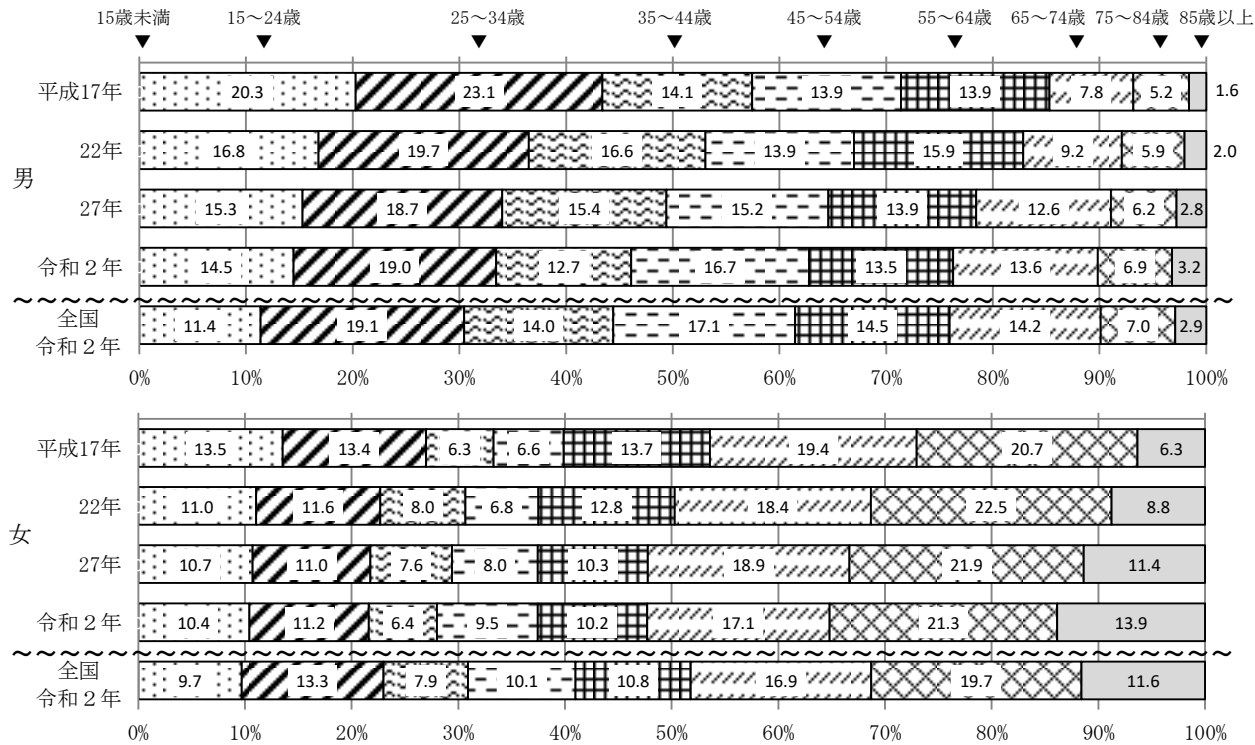 15歳未満 15～24歳 25～34歳 35～44歳 45～54歳 55～64歳 65～74歳 75～84歳 85歳以上
男
平成17年 20.3 23.1 14.1 13.9 13.9 7.8 5.2 1.6
22年 16.8 19.7 16.6 13.9 15.9 9.2 5.9 2.0
27年 15.3 18.7 15.4 15.2 13.9 12.6 6.2 2.8
令和２年 14.5 19.0 12.7 16.7 13.5 13.6 6.9 3.2
全国
令和２年 11.4 19.1 14.0 17.1 14.5 14.2 7.0 2.9
0% 10% 20% 30% 40% 50% 60% 70% 80% 90% 100%
女
平成17年 13.5 13.4 6.3 6.6 13.7 19.4 20.7 6.3
22年 11.0 11.6 8.0 6.8 12.8 18.4 22.5 8.8
27年 10.7 11.0 7.6 8.0 10.3 18.9 21.9 11.4
令和２年 10.4 11.2 6.4 9.5 10.2 17.1 21.3 13.9
全国
令和２年 9.7 13.3 7.9 10.1 10.8 16.9 19.7 11.6
0% 10% 20% 30% 40% 50% 60% 70% 80% 90% 100%